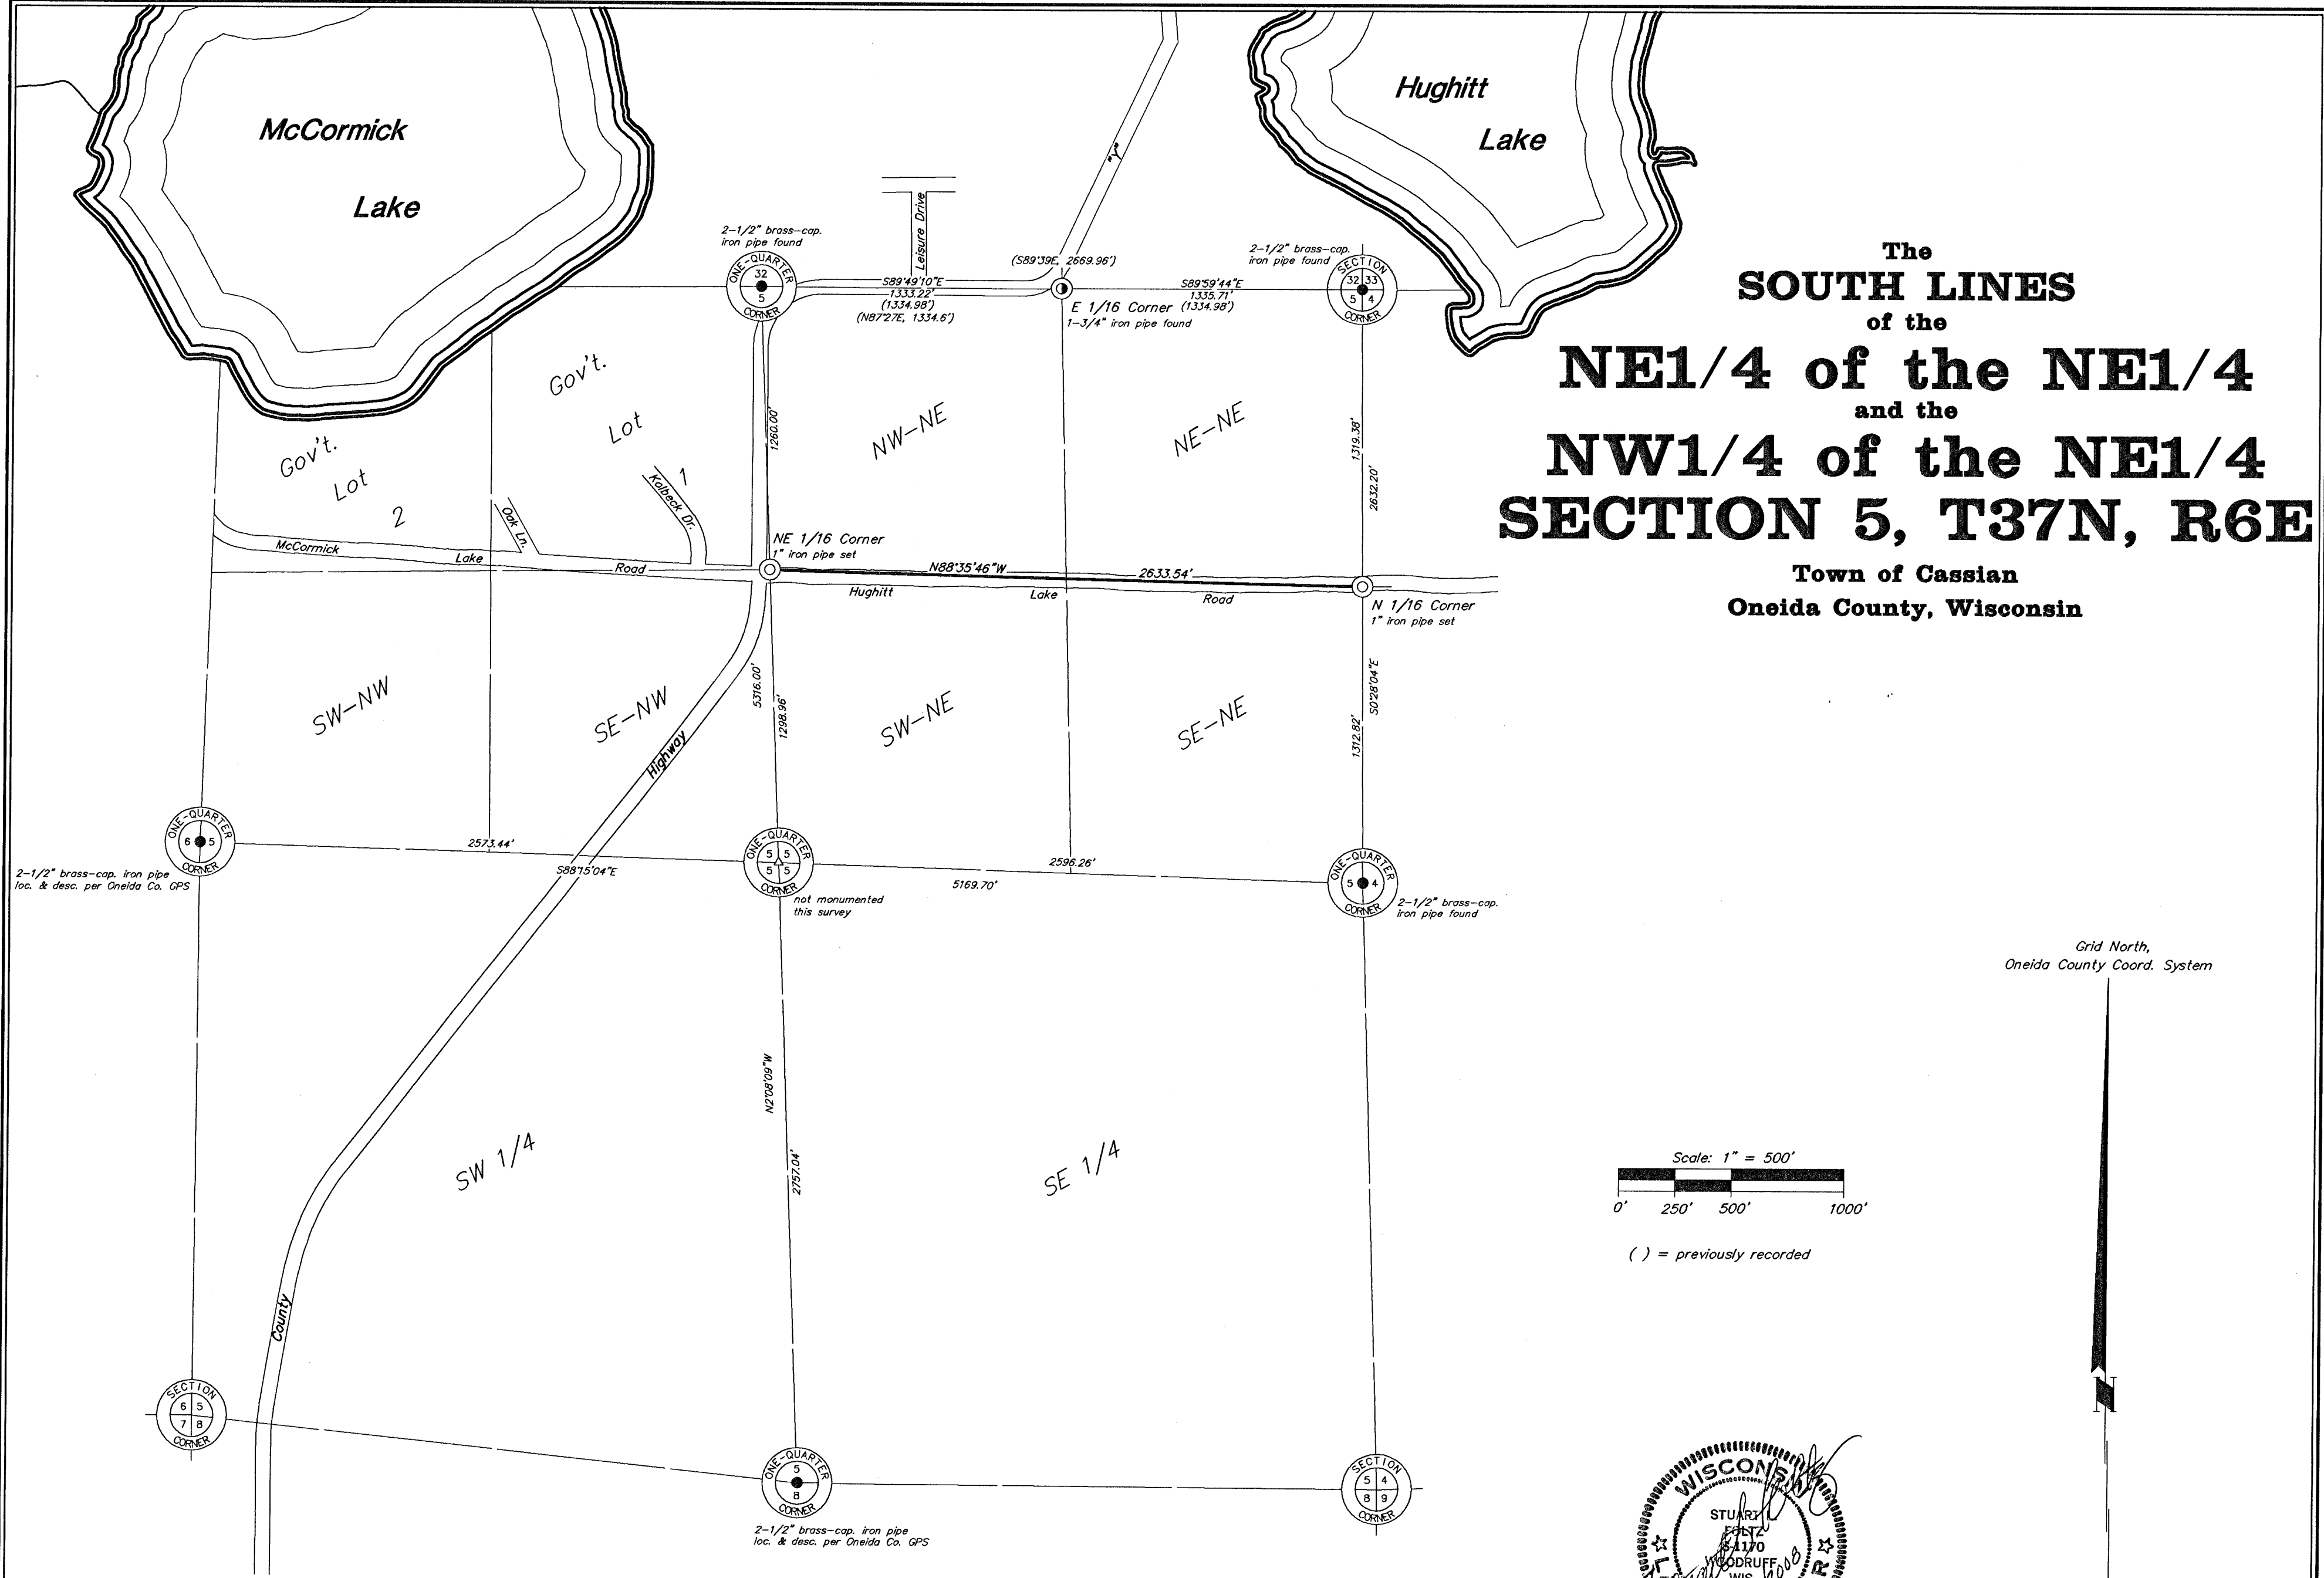 McCormick
Lake
Hughitt
Lake
"Y"
Leisure Drive
2-1/2" brass-cap.
iron pipe found
ONE-QUARTER
32
5
CORNER
S89°49'10"E
1333.22'
(1334.98')
(N87°27E, 1334.6')
(S89°39E, 2669.96')
E 1/16 Corner
1-3/4" iron pipe found
S89°59'44"E
1335.71'
(1334.98')
2-1/2" brass-cap.
iron pipe found
SECTION
32 33
5 4
CORNER
The
SOUTH LINES
of the
NE1/4 of the NE1/4
and the
NW1/4 of the NE1/4
SECTION 5, T37N, R6E
Town of Cassian
Oneida County, Wisconsin
Gov't.
Lot
1
Gov't.
Lot
2
1260.00'
NW-NE
NE-NE
1319.38'
2632.20'
Kolbeck Dr.
Oak Ln.
McCormick Lake Road
NE 1/16 Corner
1" iron pipe set
N88°35'46"W 2633.54'
Hughitt Lake Road
N 1/16 Corner
1" iron pipe set
SW-NW
SE-NW
5316.00'
1298.96'
SW-NE
SE-NE
S0°28'04"E
1312.82'
Highway
ONE-QUARTER
6 5
CORNER
2-1/2" brass-cap. iron pipe
loc. & desc. per Oneida Co. GPS
2573.44'
S88°15'04"E
ONE-QUARTER
5 5
5 5
CORNER
not monumented
this survey
2596.26'
5169.70'
ONE-QUARTER
5 4
CORNER
2-1/2" brass-cap.
iron pipe found
Grid North,
Oneida County Coord. System
N
N2°08'09"W
2757.04'
SW 1/4
SE 1/4
Scale: 1" = 500'
0' 250' 500' 1000'
( ) = previously recorded
County
SECTION
6 5
7 8
CORNER
ONE-QUARTER
5
8
CORNER
2-1/2" brass-cap. iron pipe
loc. & desc. per Oneida Co. GPS
SECTION
5 4
8 9
CORNER
WISCONSIN
STUART L.
FOLTZ
S-1170
WOODRUFF
WIS.